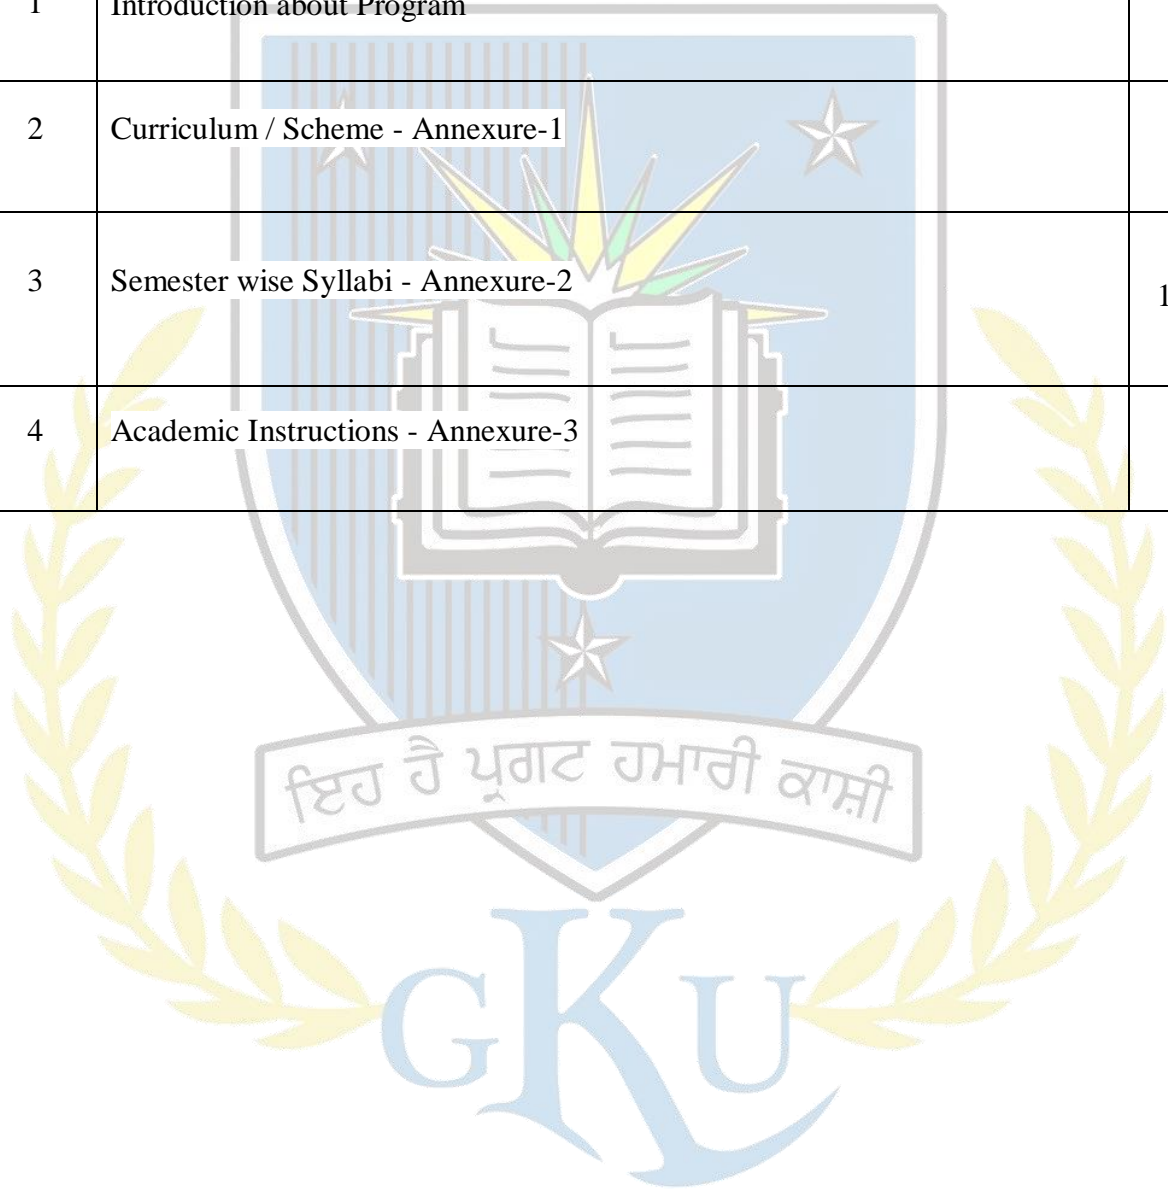 1 Introduction about Program
2 Curriculum / Scheme - Annexure-1
3 Semester wise Syllabi - Annexure-2
1
4 Academic Instructions - Annexure-3
ਇਹ ਹੈ ਪ੍ਰਗਟ ਹਮਾਰੀ ਕਾਸ਼ੀ
GKU